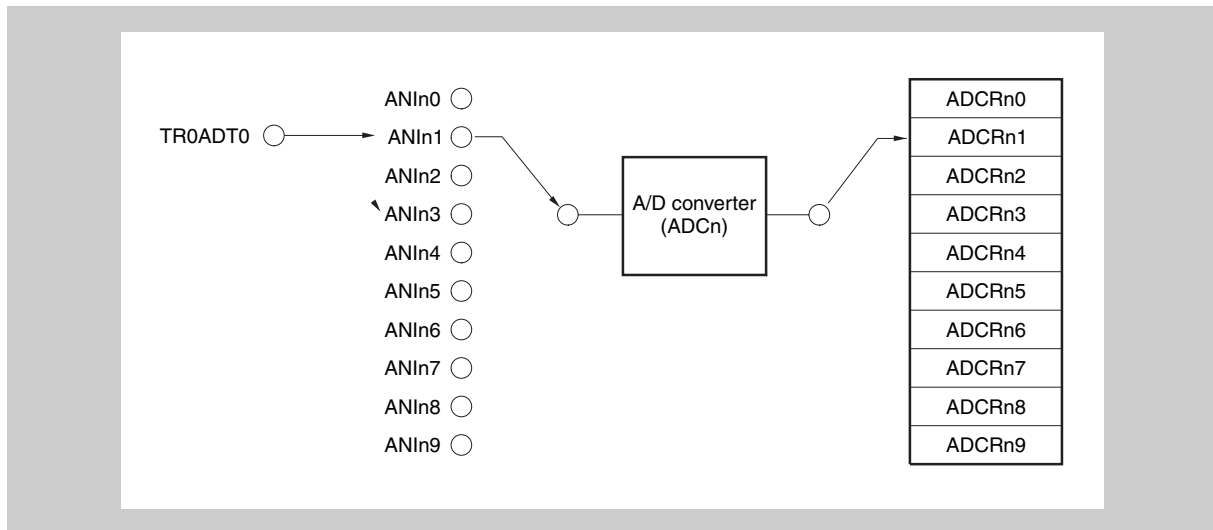 ANIn0
TR0ADT0
ANIn1
ANIn2
ANIn3
ANIn4
ANIn5
ANIn6
ANIn7
ANIn8
ANIn9
A/D converter
(ADCn)
ADCRn0
ADCRn1
ADCRn2
ADCRn3
ADCRn4
ADCRn5
ADCRn6
ADCRn7
ADCRn8
ADCRn9